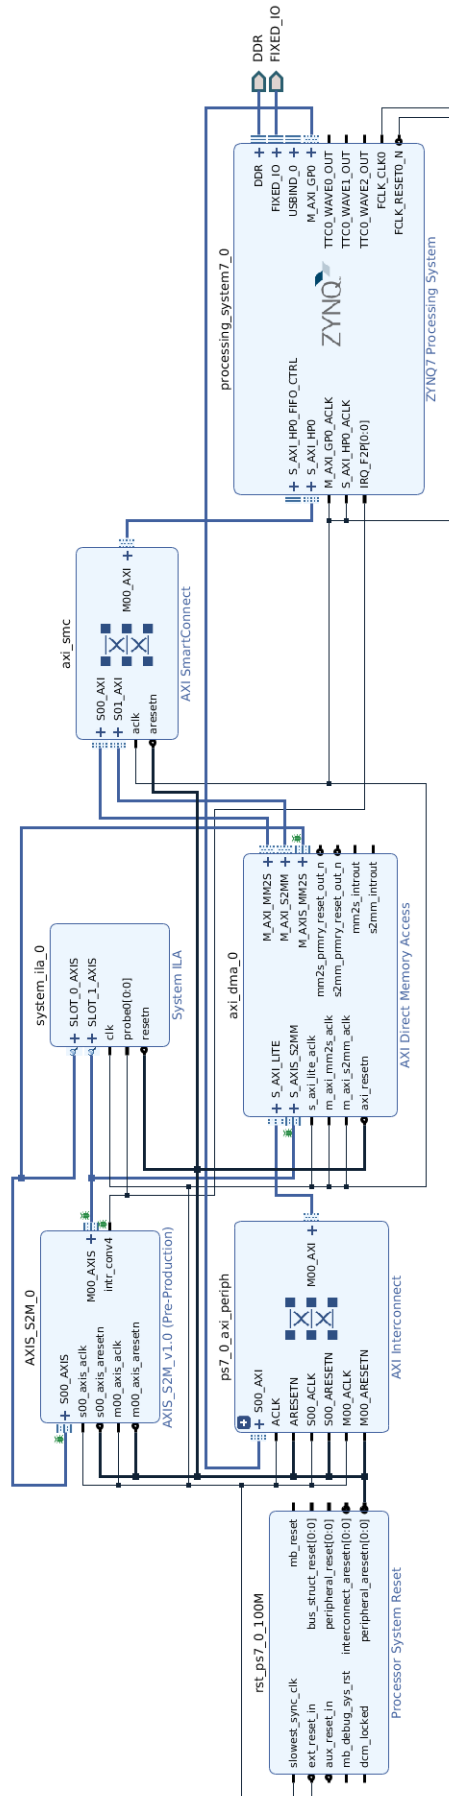 DDR
FIXED_IO
processing_system7_0
DDR
FIXED_IO
USBIND_0
M_AXI_GP0
TTC0_WAVE0_OUT
TTC0_WAVE1_OUT
TTC0_WAVE2_OUT
FCLK_CLK0
FCLK_RESET0_N
ZYNQ
S_AXI_HP0_FIFO_CTRL
S_AXI_HP0
M_AXI_GP0_ACLK
S_AXI_HP0_ACLK
IRQ_F2P[0:0]
ZYNQ7 Processing System
axi_smc
M00_AXI
S00_AXI
S01_AXI
aclk
aresetn
AXI SmartConnect
system_ila_0
SLOT_0_AXIS
SLOT_1_AXIS
clk
probe0[0:0]
resetn
System ILA
axi_dma_0
M_AXI_MM2S
M_AXI_S2MM
M_AXIS_MM2S
mm2s_prmry_reset_out_n
s2mm_prmry_reset_out_n
mm2s_introut
s2mm_introut
S_AXI_LITE
S_AXIS_S2MM
s_axi_lite_aclk
m_axi_mm2s_aclk
m_axi_s2mm_aclk
axi_resetn
AXI Direct Memory Access
AXIS_S2M_0
M00_AXIS
intr_conv4
S00_AXIS
s00_axis_aclk
s00_axis_aresetn
m00_axis_aclk
m00_axis_aresetn
AXIS_S2M_v1.0 (Pre-Production)
ps7_0_axi_periph
M00_AXI
S00_AXI
ACLK
ARESETN
S00_ACLK
S00_ARESETN
M00_ACLK
M00_ARESETN
AXI Interconnect
rst_ps7_0_100M
mb_reset
bus_struct_reset[0:0]
peripheral_reset[0:0]
interconnect_aresetn[0:0]
peripheral_aresetn[0:0]
slowest_sync_clk
ext_reset_in
aux_reset_in
mb_debug_sys_rst
dcm_locked
Processor System Reset